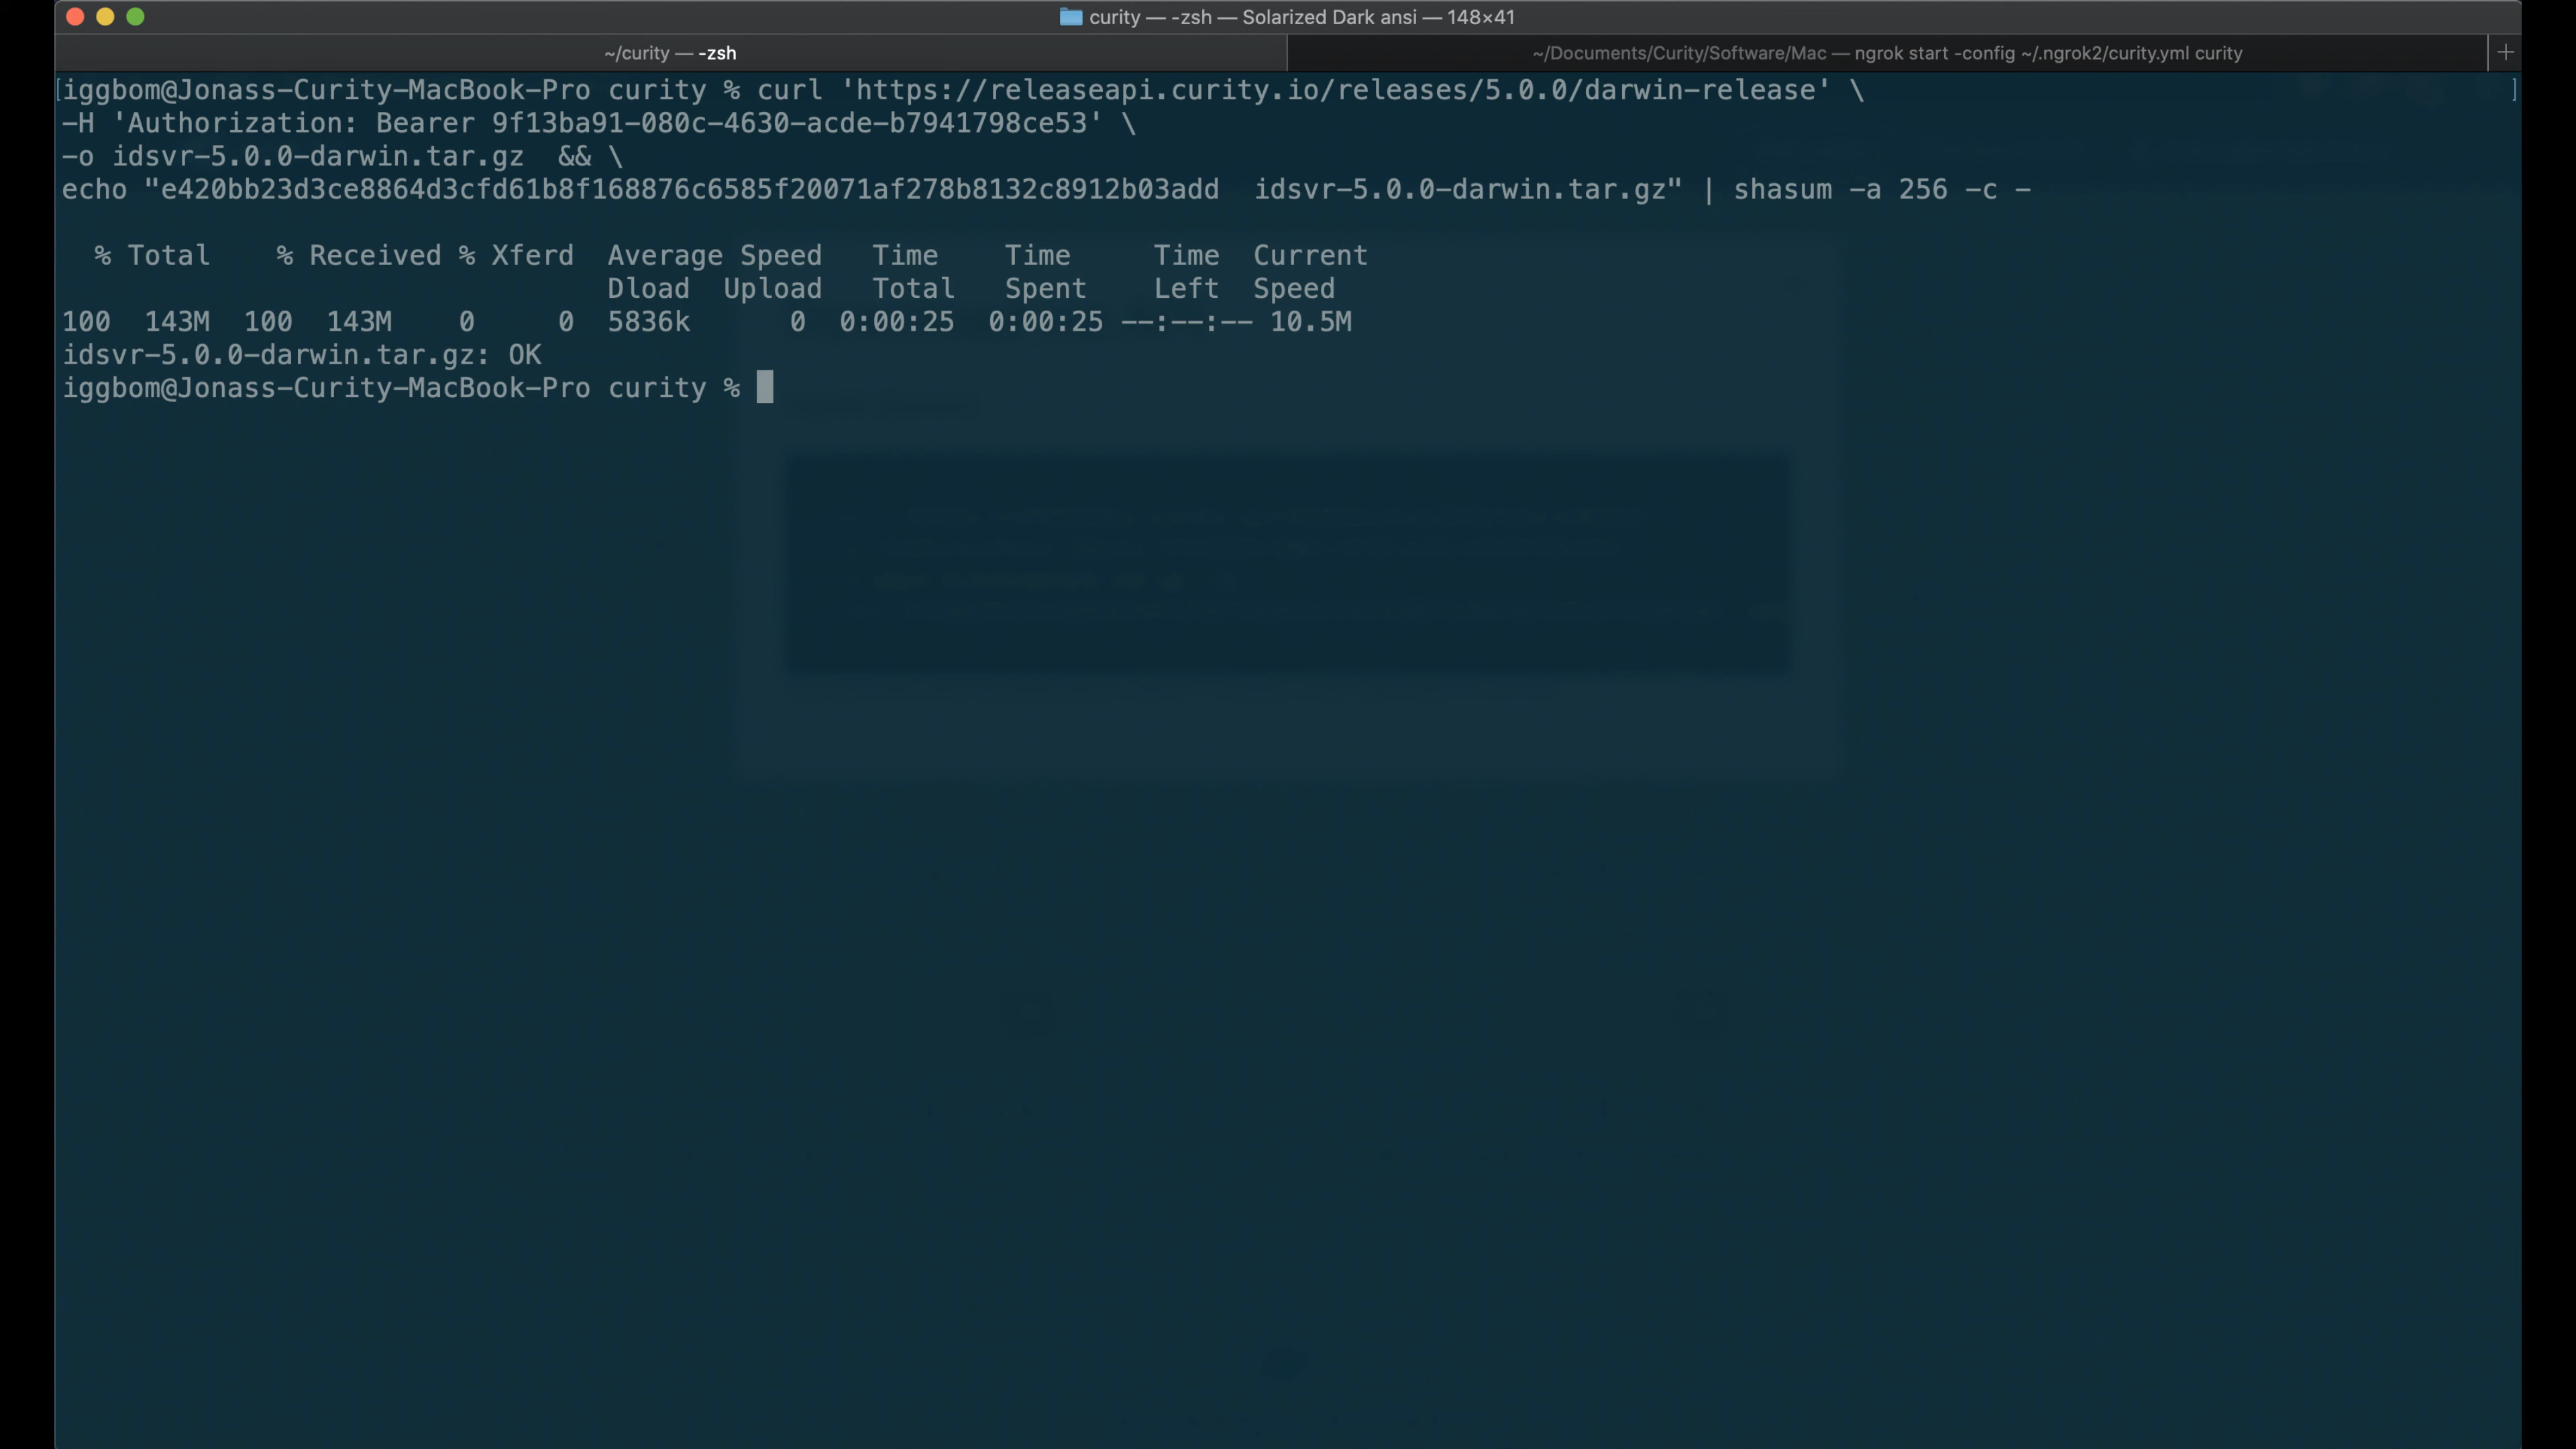 curity — -zsh — Solarized Dark ansi — 148×41
~/curity — -zsh
~/Documents/Curity/Software/Mac — ngrok start -config ~/.ngrok2/curity.yml curity
[iggbom@Jonass-Curity-MacBook-Pro curity % curl 'https://releaseapi.curity.io/releases/5.0.0/darwin-release' \ ]
-H 'Authorization: Bearer 9f13ba91-080c-4630-acde-b7941798ce53' \
-o idsvr-5.0.0-darwin.tar.gz  && \
echo "e420bb23d3ce8864d3cfd61b8f168876c6585f20071af278b8132c8912b03add  idsvr-5.0.0-darwin.tar.gz" | shasum -a 256 -c -
% Total    % Received % Xferd  Average Speed   Time    Time     Time  Current
Dload  Upload   Total   Spent    Left  Speed
100  143M  100  143M    0     0  5836k      0  0:00:25  0:00:25 --:--:-- 10.5M
idsvr-5.0.0-darwin.tar.gz: OK
iggbom@Jonass-Curity-MacBook-Pro curity %